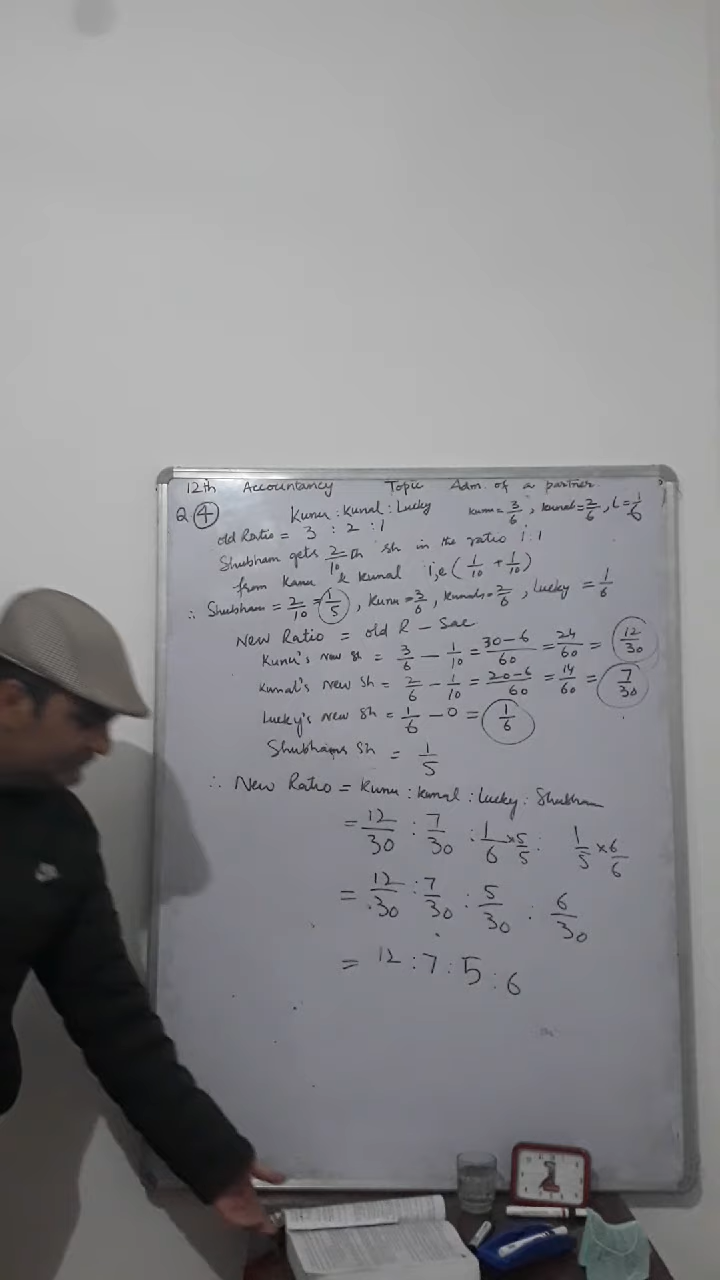 12th Accountancy Topic Adm. of a partner.
Q 4 Kunu : Kunal : Lucky Kunu = 3/6, Kunal = 2/6, L = 1/6
old Ratio = 3 : 2 : 1
Shubham gets 2/10 th sh in the ratio 1:1
from Kanu & Kunal i,e (1/10 + 1/10)
∴ Shubham = 2/10 = 1/5, Kunu = 3/6, Kunals = 2/6, Lucky = 1/6
New Ratio = old R – Sac
Kunu's new sh = 3/6 – 1/10 = 30–6/60 = 24/60 = 12/30
Kunal's new sh = 2/6 – 1/10 = 20–6/60 = 14/60 = 7/30
Lucky's new sh = 1/6 – 0 = 1/6
Shubhams sh = 1/5
∴ New Ratio = Kunu : Kunal : Lucky : Shubham
= 12/30 : 7/30 : 1/6 × 5/5 : 1/5 × 6/6
= 12/30 : 7/30 : 5/30 : 6/30
= 12 : 7 : 5 : 6